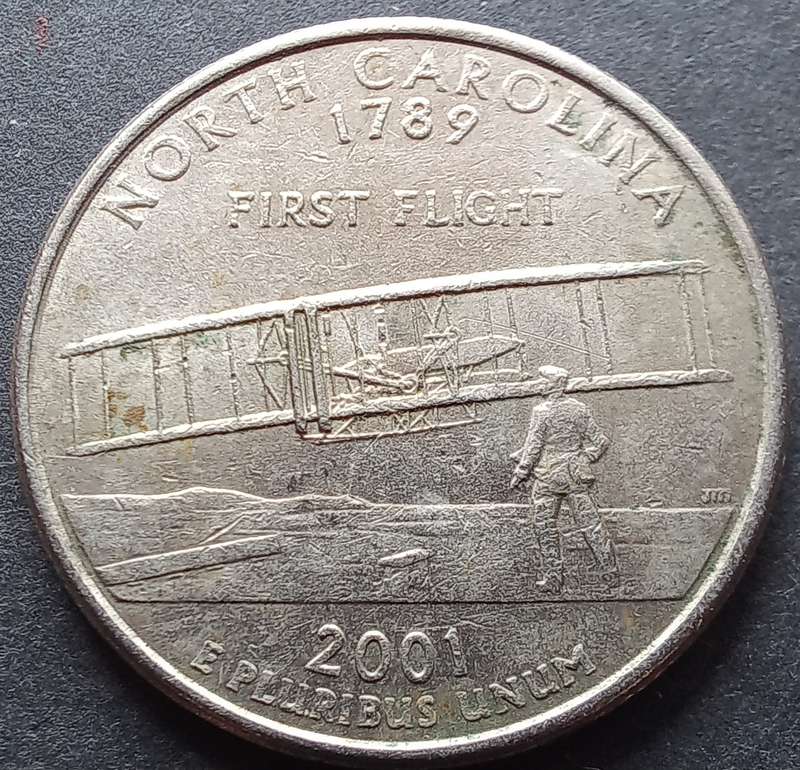 NORTH CAROLINA
1789
FIRST FLIGHT
2001
E PLURIBUS UNUM